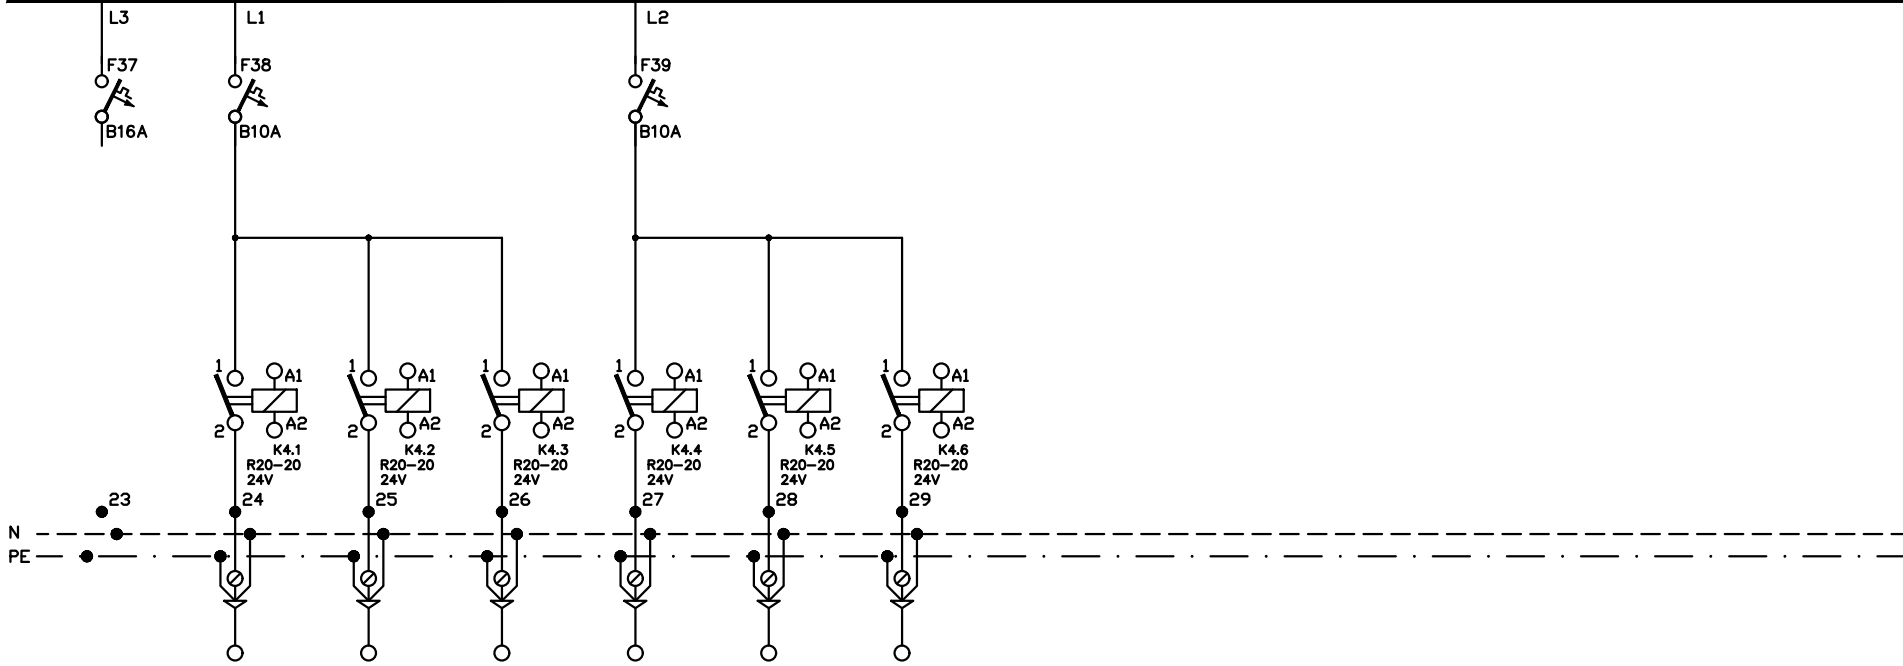 L3 L1 L2
F37 F38 F39
B16A B10A B10A
1 A1 1 A1 1 A1 1 A1 1 A1 1 A1
2 A2 2 A2 2 A2 2 A2 2 A2 2 A2
K4.1 K4.2 K4.3 K4.4 K4.5 K4.6
R20-20 R20-20 R20-20 R20-20 R20-20 R20-20
24V 24V 24V 24V 24V 24V
23 24 25 26 27 28 29
N
PE